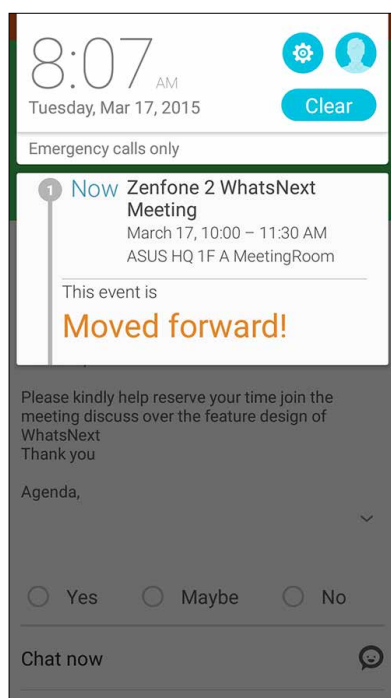 8:07 AM
Tuesday, Mar 17, 2015
Clear
Emergency calls only
1 Now Zenfone 2 WhatsNext
Meeting
March 17, 10:00 – 11:30 AM
ASUS HQ 1F A MeetingRoom
This event is
Moved forward!
Please kindly help reserve your time join the
meeting discuss over the feature design of
WhatsNext
Thank you
Agenda,
Yes Maybe No
Chat now